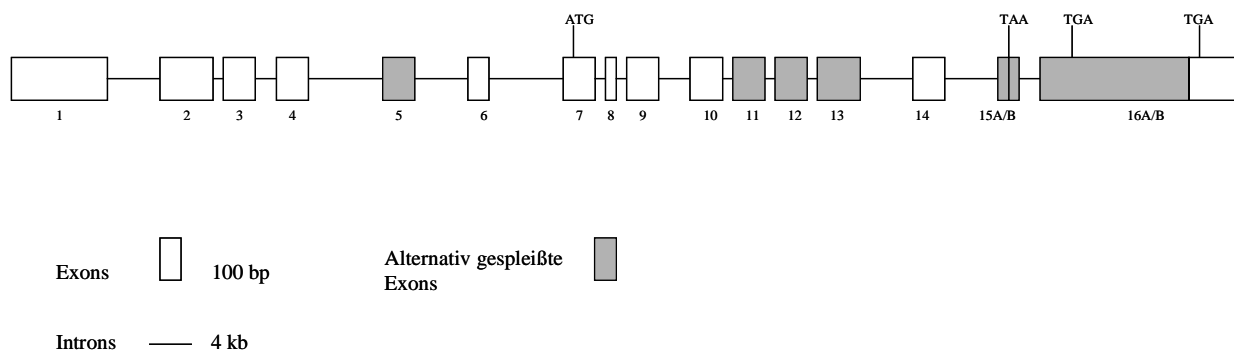 ATG TAA TGA TGA
1 2 3 4 5 6 7 8 9 10 11 12 13 14 15A/B 16A/B
Exons 100 bp
Alternativ gespleißte
Exons
Introns 4 kb